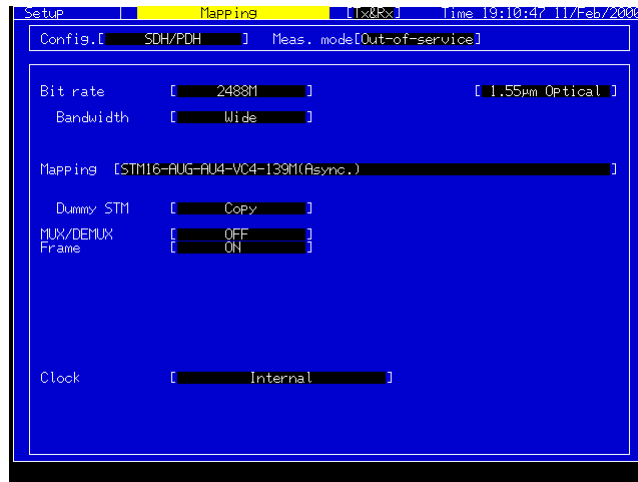 Setup Mapping [Tx&Rx] Time 19:10:47 11/Feb/2000
Config.[ SDH/PDH ] Meas. mode[Out-of-service]
Bit rate [ 2488M ] [ 1.55μm Optical ]
Bandwidth [ Wide ]
Mapping [STM16-AUG-AU4-VC4-139M(Async.) ]
Dummy STM [ Copy ]
MUX/DEMUX [ OFF ]
Frame [ ON ]
Clock [ Internal ]